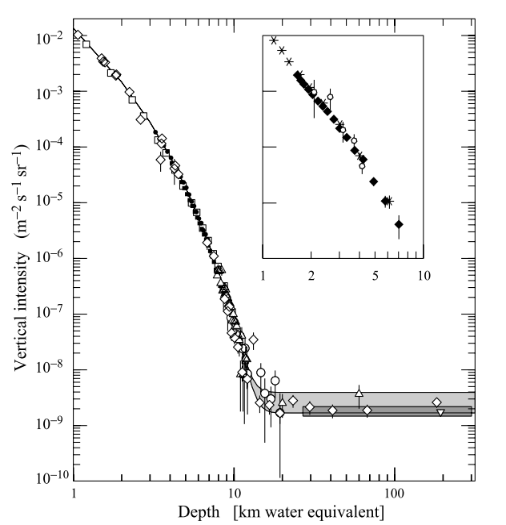 10⁻²
10⁻³
10⁻⁴
10⁻⁵
10⁻⁶
10⁻⁷
10⁻⁸
10⁻⁹
10⁻¹⁰
Vertical intensity (m⁻² s⁻¹ sr⁻¹)
1 2 5 10
1 10 100
Depth [km water equivalent]